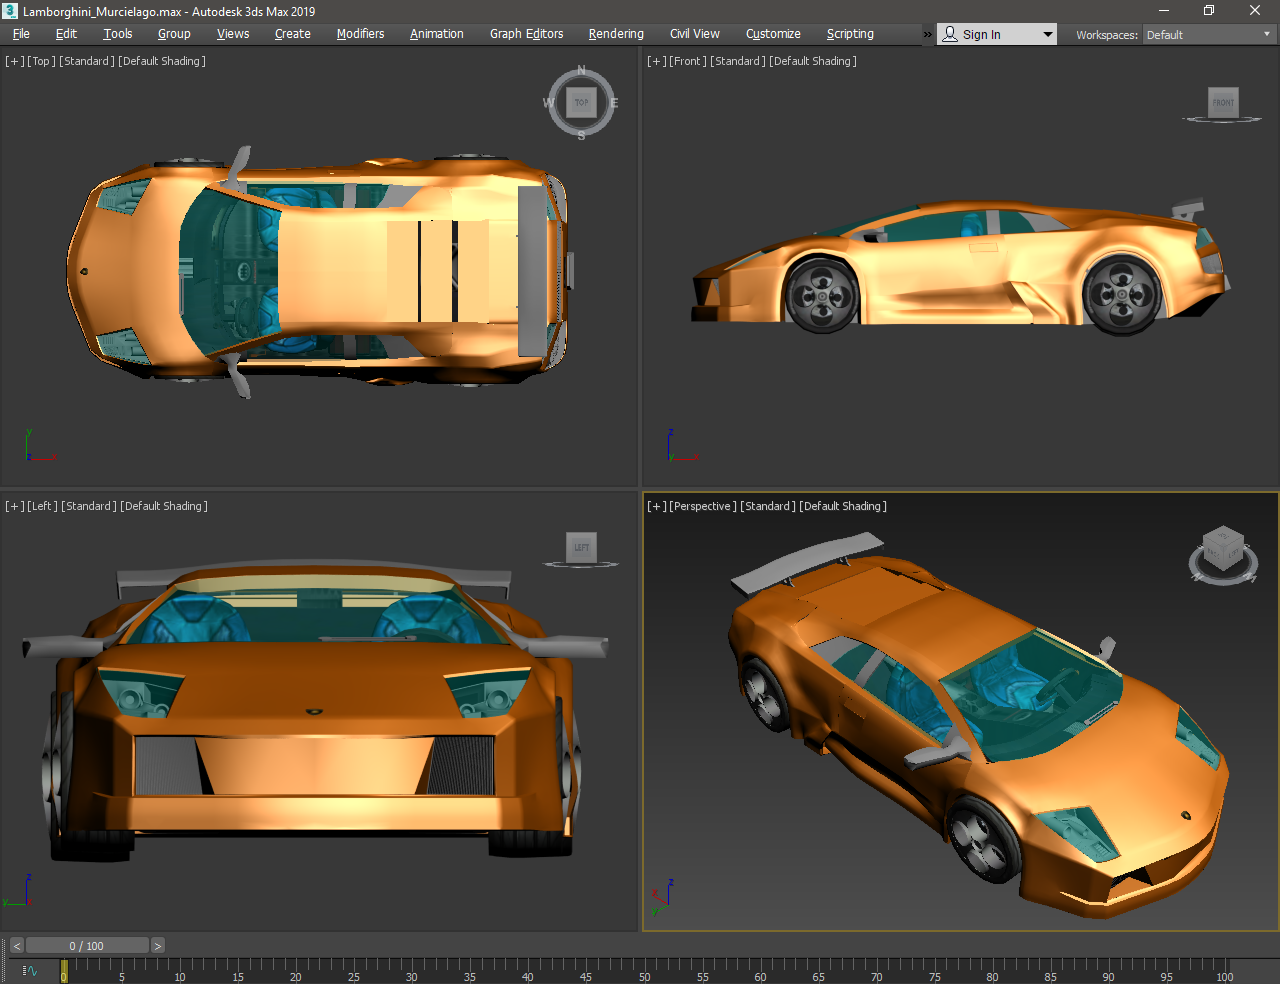 Lamborghini_Murcielago.max - Autodesk 3ds Max 2019
File Edit Tools Group Views Create Modifiers Animation Graph Editors Rendering Civil View Customize Scripting » Sign In Workspaces: Default
[+] [Top] [Standard] [Default Shading]
N
W TOP E
S
[+] [Front] [Standard] [Default Shading]
FRONT
y
z
x
z
y
x
[+] [Left] [Standard] [Default Shading]
LEFT
z
y
[+] [Perspective] [Standard] [Default Shading]
z
x
y
< 0 / 100 >
0 5 10 15 20 25 30 35 40 45 50 55 60 65 70 75 80 85 90 95 100